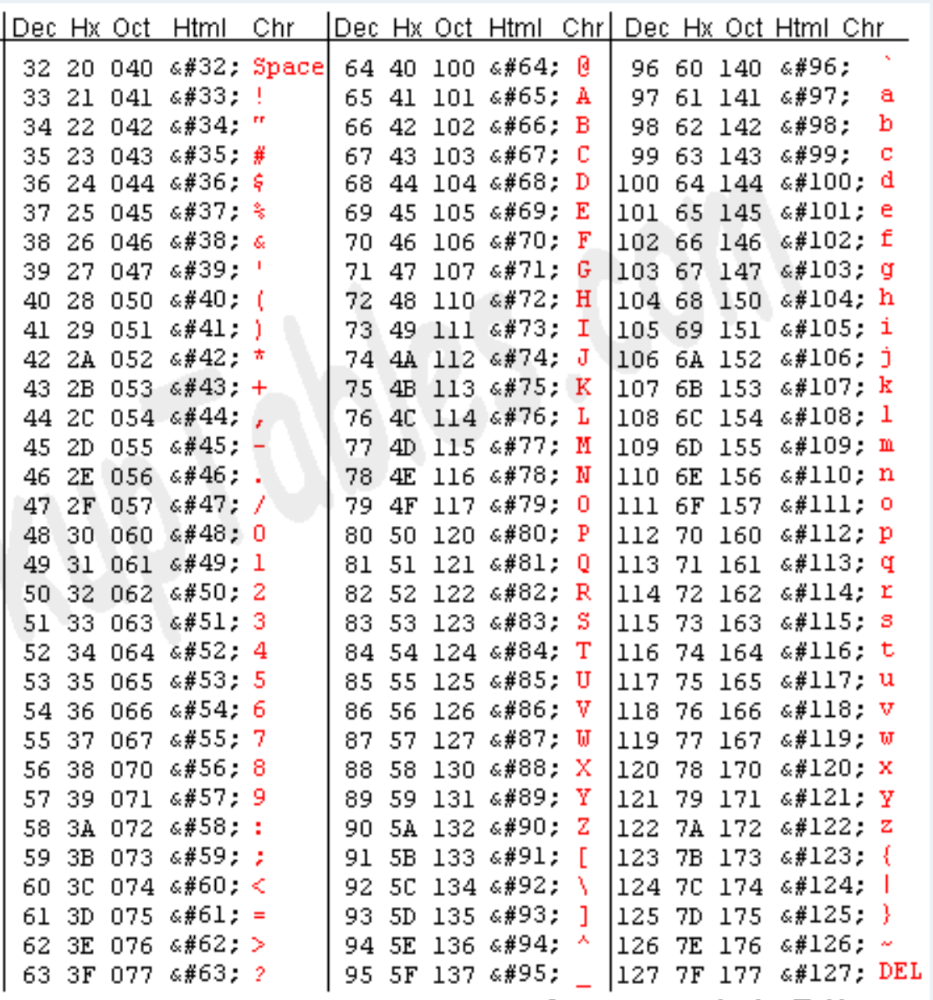 Dec Hx Oct Html Chr Dec Hx Oct Html Chr Dec Hx Oct Html Chr
32 20 040 &#32; Space 64 40 100 &#64; @ 96 60 140 &#96; `
33 21 041 &#33; ! 65 41 101 &#65; A 97 61 141 &#97; a
34 22 042 &#34; " 66 42 102 &#66; B 98 62 142 &#98; b
35 23 043 &#35; # 67 43 103 &#67; C 99 63 143 &#99; c
36 24 044 &#36; $ 68 44 104 &#68; D 100 64 144 &#100; d
37 25 045 &#37; % 69 45 105 &#69; E 101 65 145 &#101; e
38 26 046 &#38; & 70 46 106 &#70; F 102 66 146 &#102; f
39 27 047 &#39; ' 71 47 107 &#71; G 103 67 147 &#103; g
40 28 050 &#40; ( 72 48 110 &#72; H 104 68 150 &#104; h
41 29 051 &#41; ) 73 49 111 &#73; I 105 69 151 &#105; i
42 2A 052 &#42; * 74 4A 112 &#74; J 106 6A 152 &#106; j
43 2B 053 &#43; + 75 4B 113 &#75; K 107 6B 153 &#107; k
44 2C 054 &#44; , 76 4C 114 &#76; L 108 6C 154 &#108; l
45 2D 055 &#45; - 77 4D 115 &#77; M 109 6D 155 &#109; m
46 2E 056 &#46; . 78 4E 116 &#78; N 110 6E 156 &#110; n
47 2F 057 &#47; / 79 4F 117 &#79; O 111 6F 157 &#111; o
48 30 060 &#48; 0 80 50 120 &#80; P 112 70 160 &#112; p
49 31 061 &#49; 1 81 51 121 &#81; Q 113 71 161 &#113; q
50 32 062 &#50; 2 82 52 122 &#82; R 114 72 162 &#114; r
51 33 063 &#51; 3 83 53 123 &#83; S 115 73 163 &#115; s
52 34 064 &#52; 4 84 54 124 &#84; T 116 74 164 &#116; t
53 35 065 &#53; 5 85 55 125 &#85; U 117 75 165 &#117; u
54 36 066 &#54; 6 86 56 126 &#86; V 118 76 166 &#118; v
55 37 067 &#55; 7 87 57 127 &#87; W 119 77 167 &#119; w
56 38 070 &#56; 8 88 58 130 &#88; X 120 78 170 &#120; x
57 39 071 &#57; 9 89 59 131 &#89; Y 121 79 171 &#121; y
58 3A 072 &#58; : 90 5A 132 &#90; Z 122 7A 172 &#122; z
59 3B 073 &#59; ; 91 5B 133 &#91; [ 123 7B 173 &#123; {
60 3C 074 &#60; < 92 5C 134 &#92; \ 124 7C 174 &#124; |
61 3D 075 &#61; = 93 5D 135 &#93; ] 125 7D 175 &#125; }
62 3E 076 &#62; > 94 5E 136 &#94; ^ 126 7E 176 &#126; ~
63 3F 077 &#63; ? 95 5F 137 &#95; _ 127 7F 177 &#127; DEL
kupTables.com